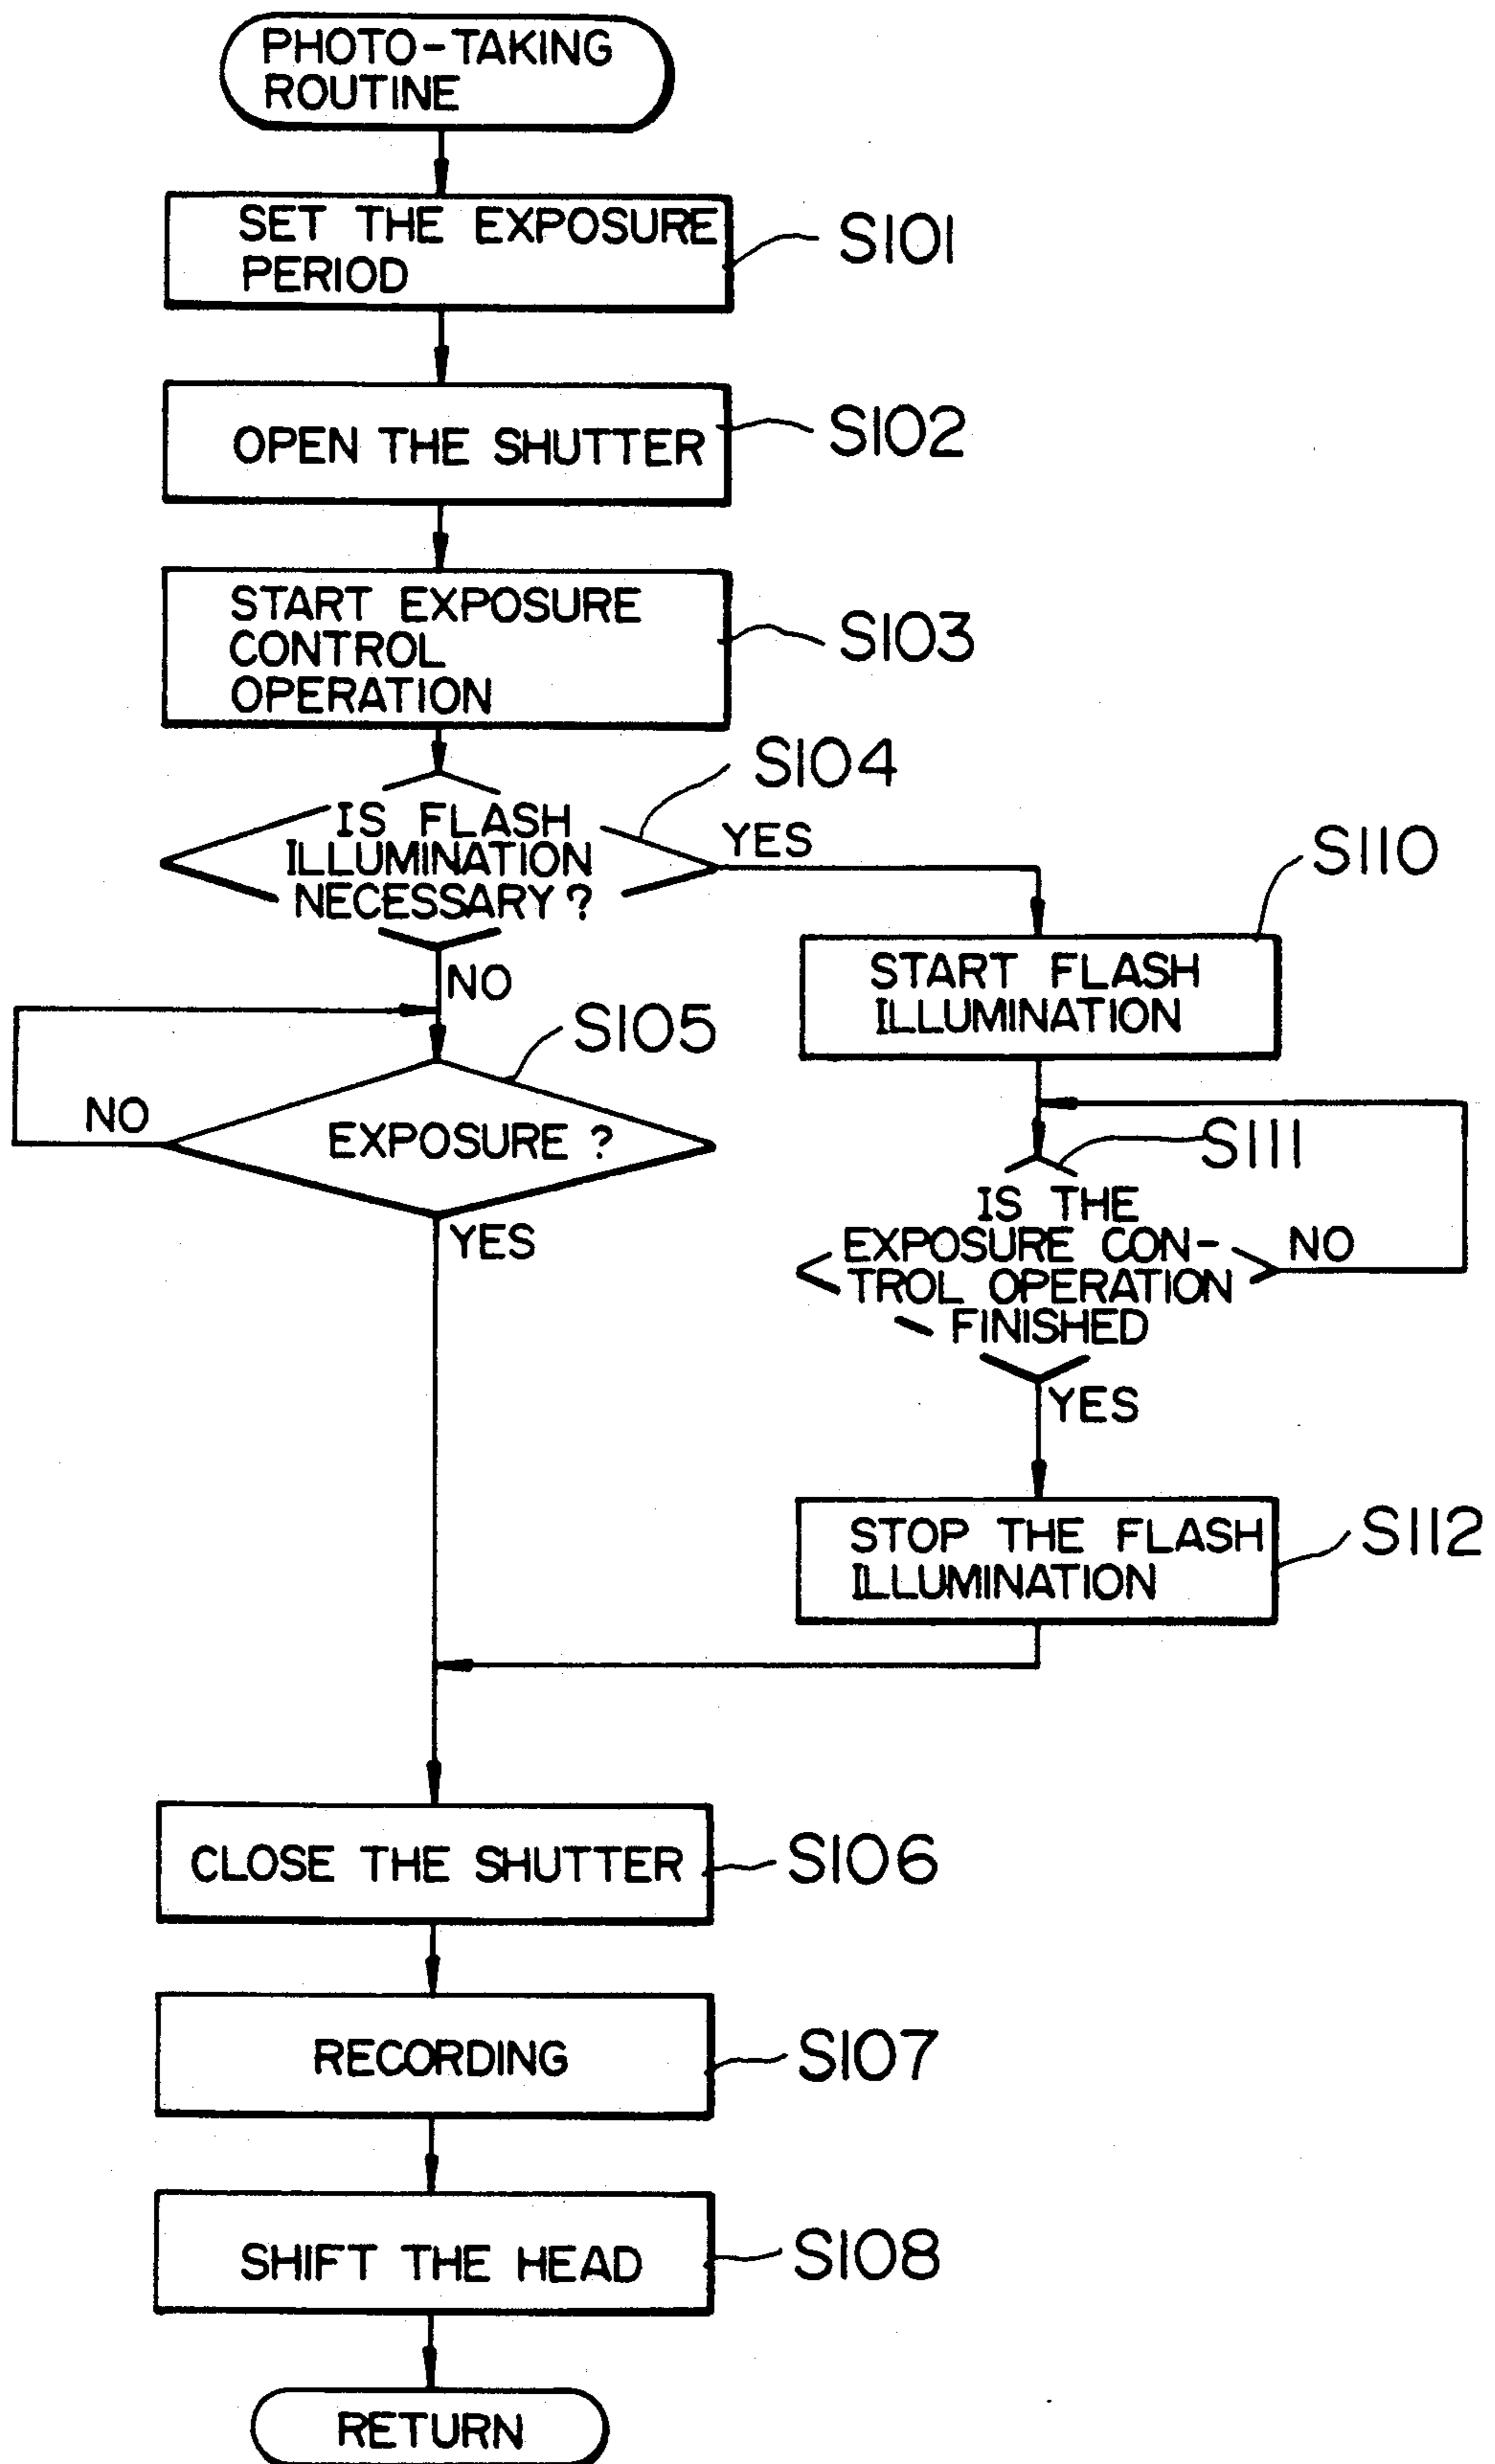 PHOTO-TAKING
ROUTINE
SET THE EXPOSURE
PERIOD
S101
OPEN THE SHUTTER
S102
START EXPOSURE
CONTROL
OPERATION
S103
S104
IS FLASH
ILLUMINATION
NECESSARY?
YES
NO
S110
START FLASH
ILLUMINATION
S105
EXPOSURE?
NO
YES
S111
IS THE
EXPOSURE CON-
TROL OPERATION
FINISHED
NO
YES
STOP THE FLASH
ILLUMINATION
S112
CLOSE THE SHUTTER
S106
RECORDING
S107
SHIFT THE HEAD
S108
RETURN